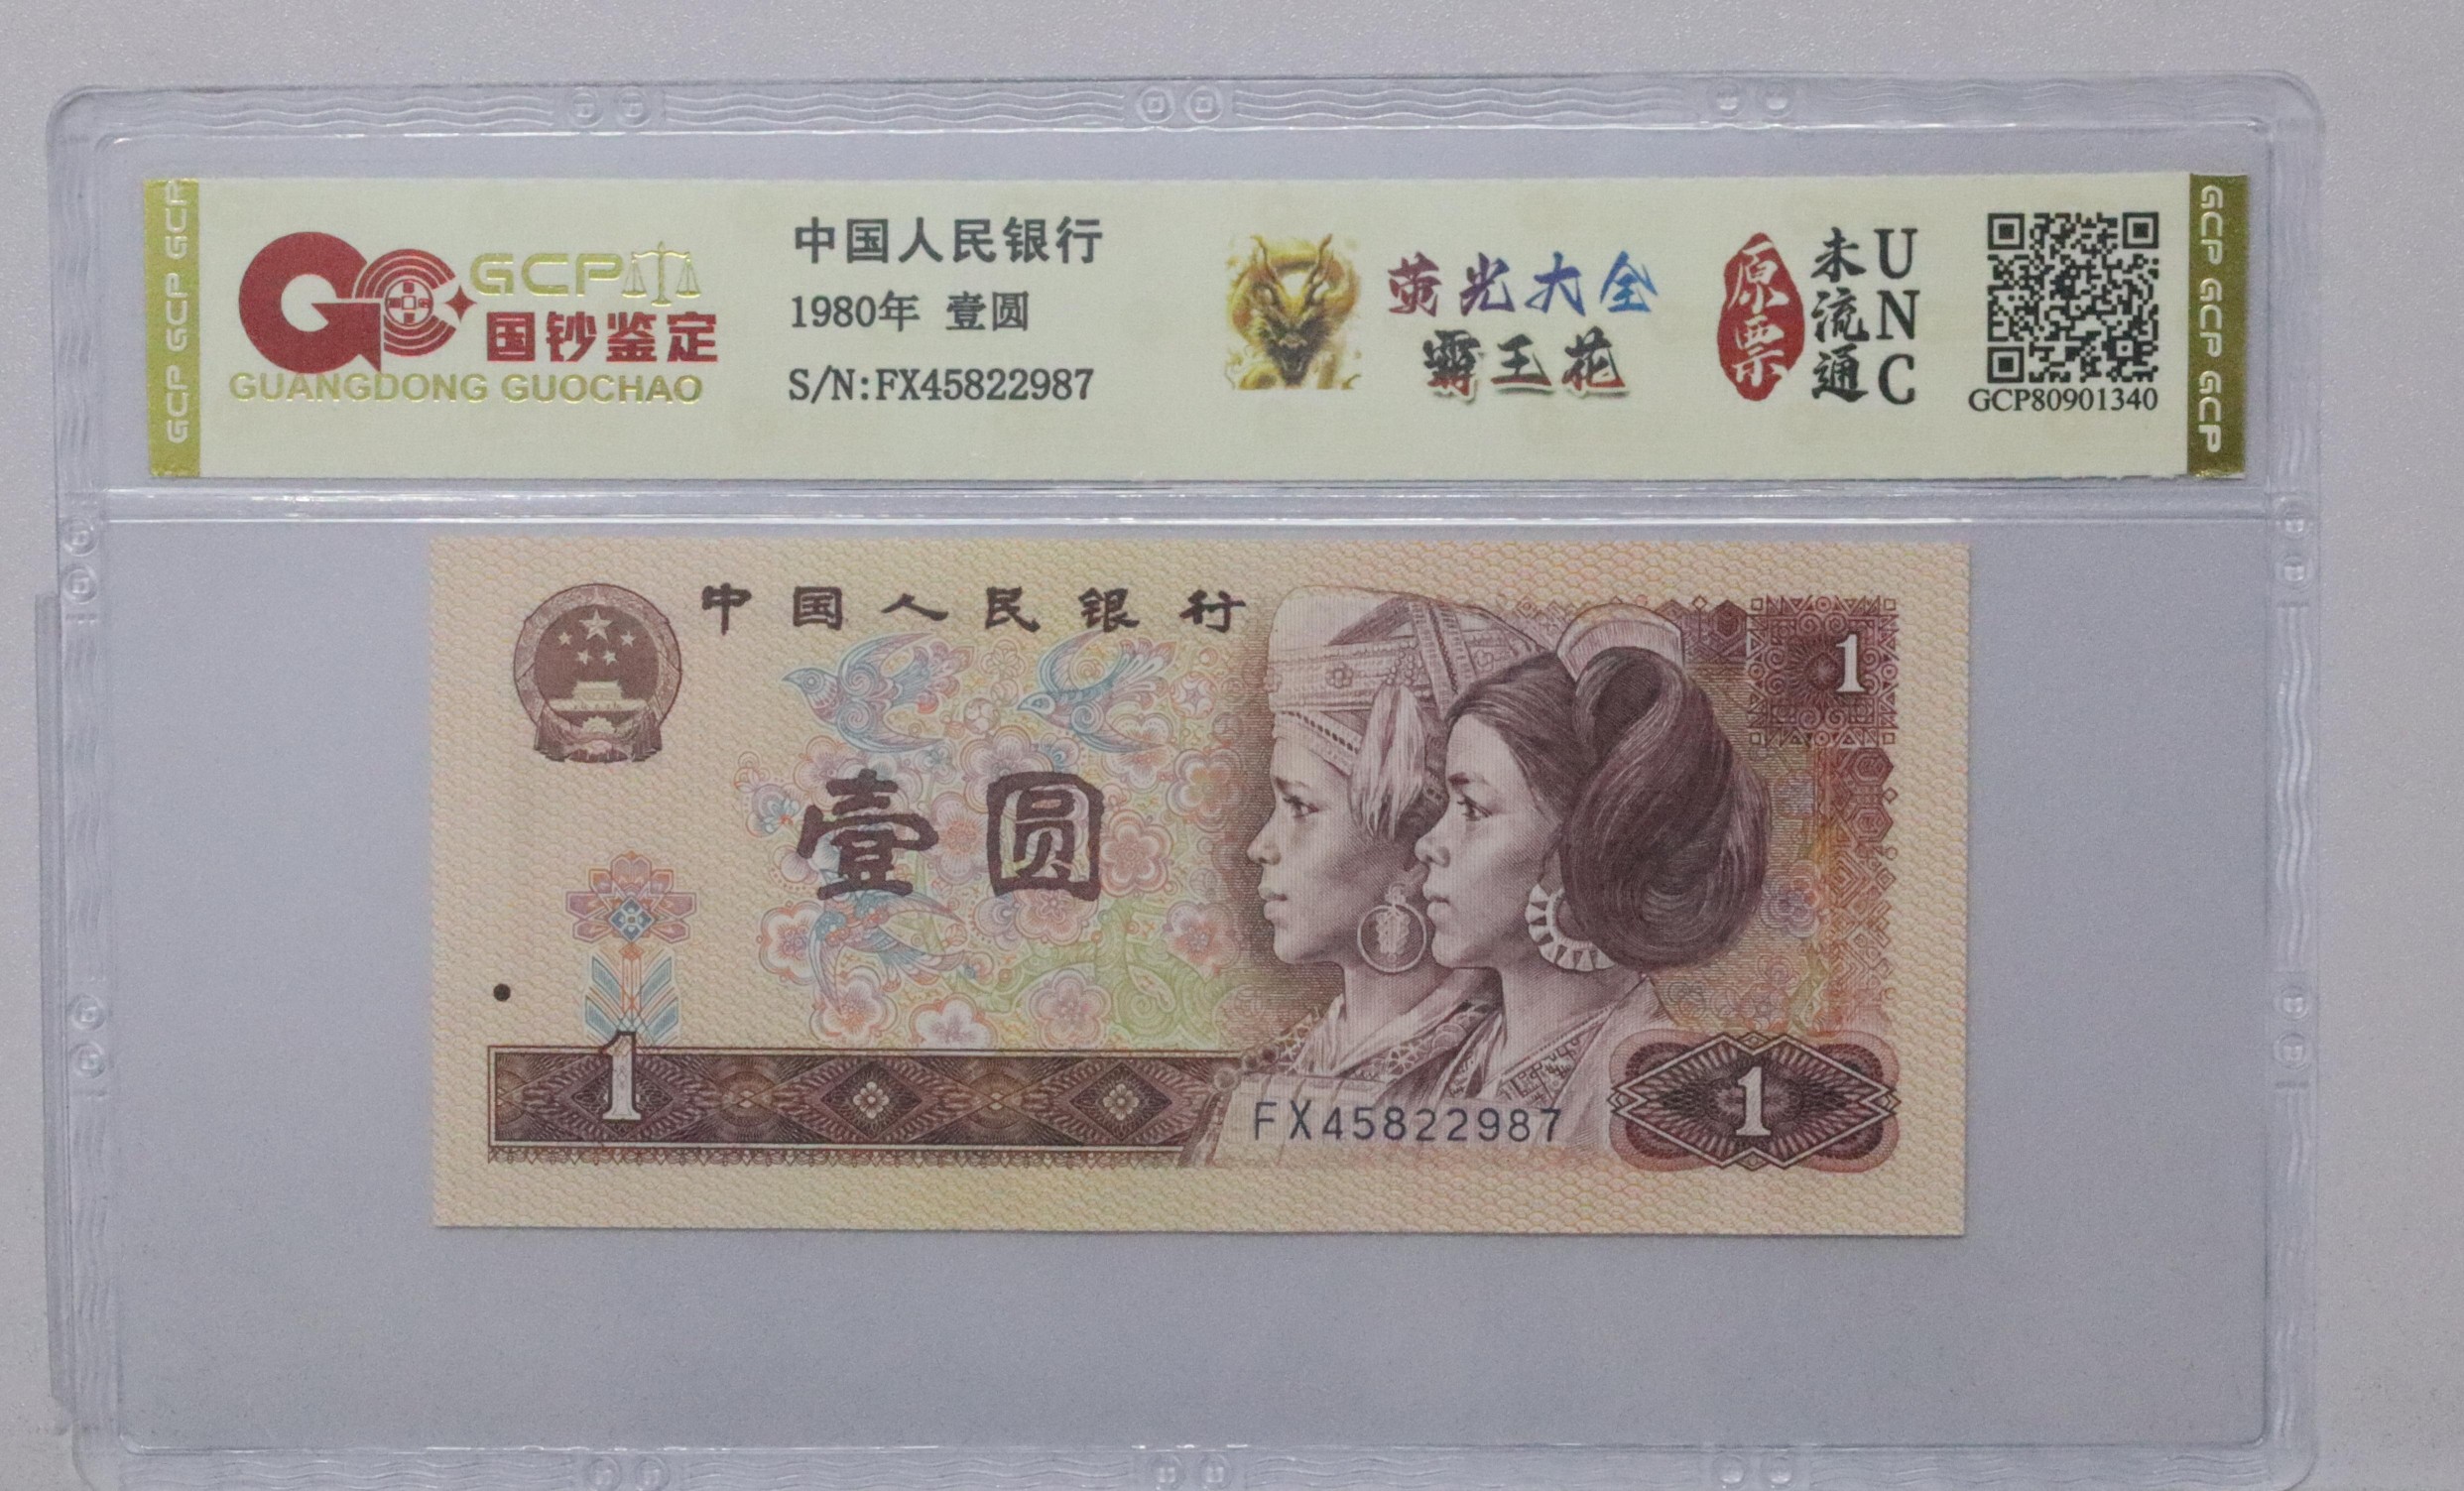 GCP GCP GCP
GCP
国钞鉴定
GUANGDONG GUOCHAO
中国人民银行
1980年 壹圆
S/N:FX45822987
荧光大全
霸王花
原票
未流通
UNC
GCP80901340
GCP GCP GCP
中国人民银行
1
壹圆
1
FX45822987
1